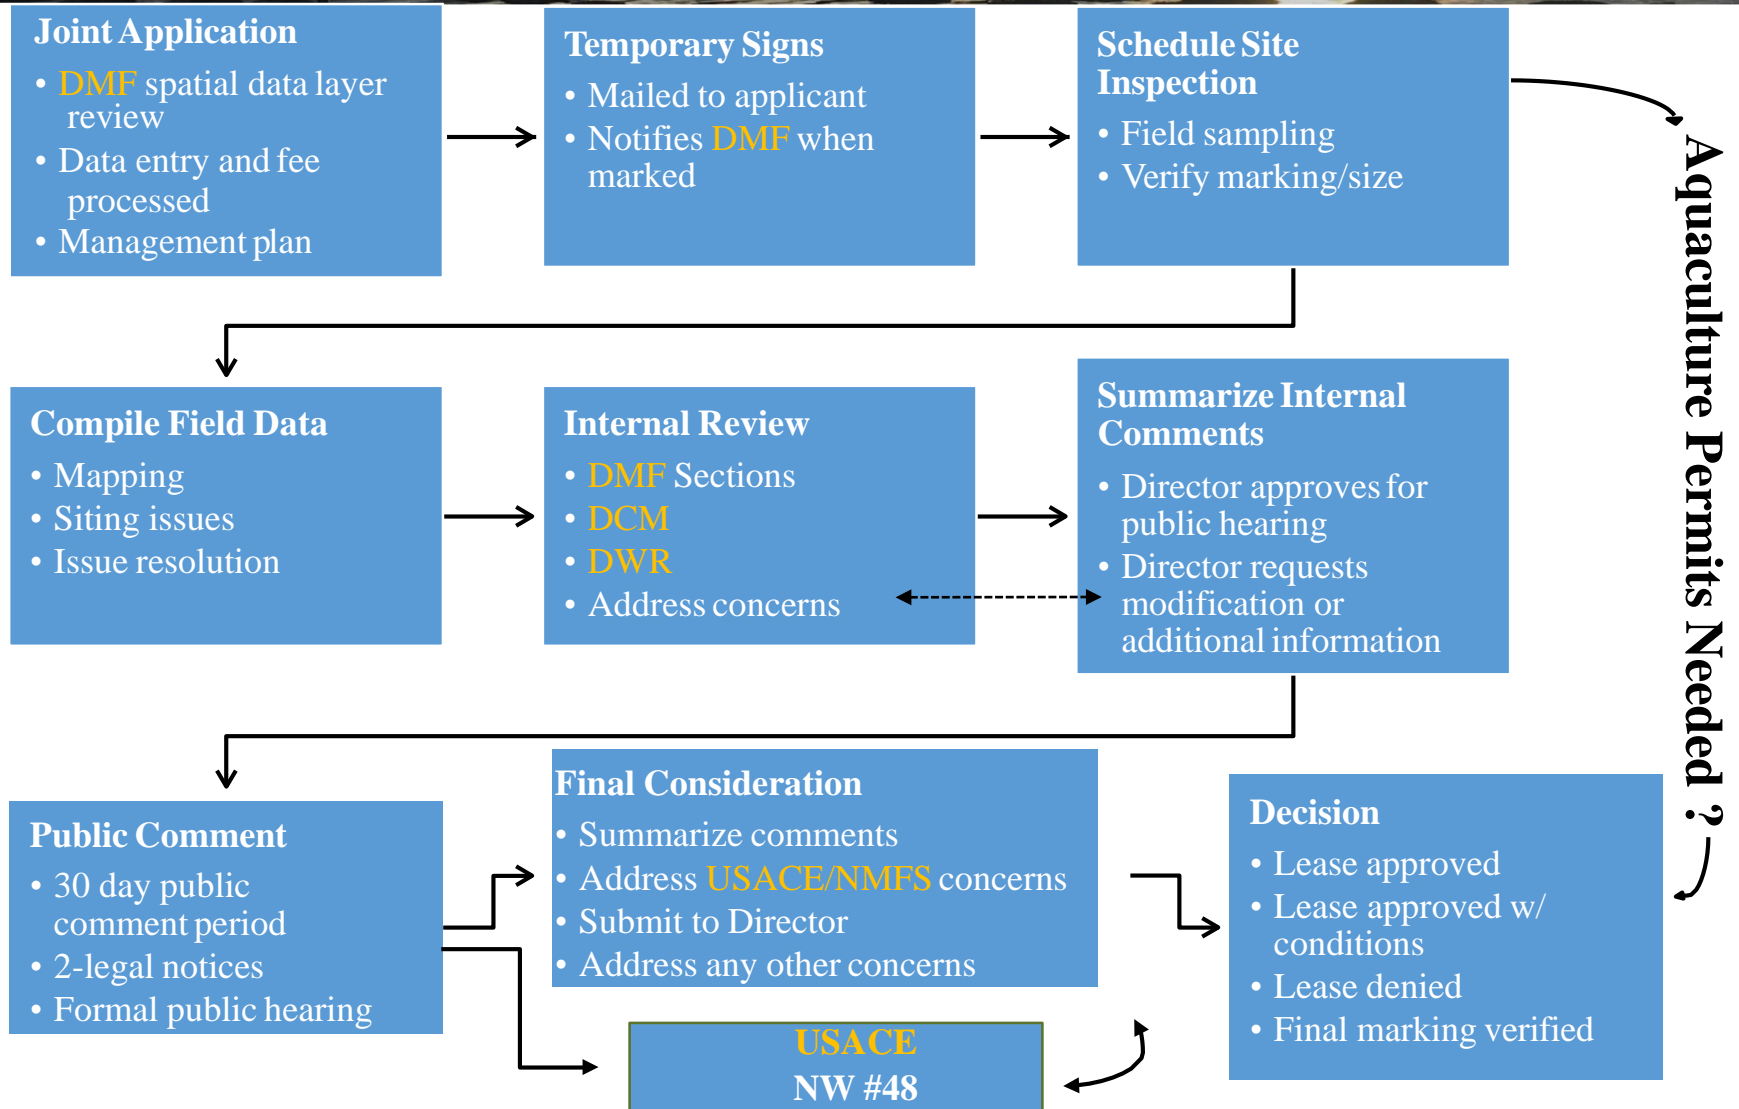 Joint Application
• DMF spatial data layer
review
• Data entry and fee
processed
• Management plan
Temporary Signs
• Mailed to applicant
• Notifies DMF when
marked
Schedule Site
Inspection
• Field sampling
• Verify marking/size
Aquaculture Permits Needed ?
Compile Field Data
• Mapping
• Siting issues
• Issue resolution
Internal Review
• DMF Sections
• DCM
• DWR
• Address concerns
Summarize Internal
Comments
• Director approves for
public hearing
• Director requests
modification or
additional information
Public Comment
• 30 day public
comment period
• 2-legal notices
• Formal public hearing
Final Consideration
• Summarize comments
• Address USACE/NMFS concerns
• Submit to Director
• Address any other concerns
USACE
NW #48
Decision
• Lease approved
• Lease approved w/
conditions
• Lease denied
• Final marking verified